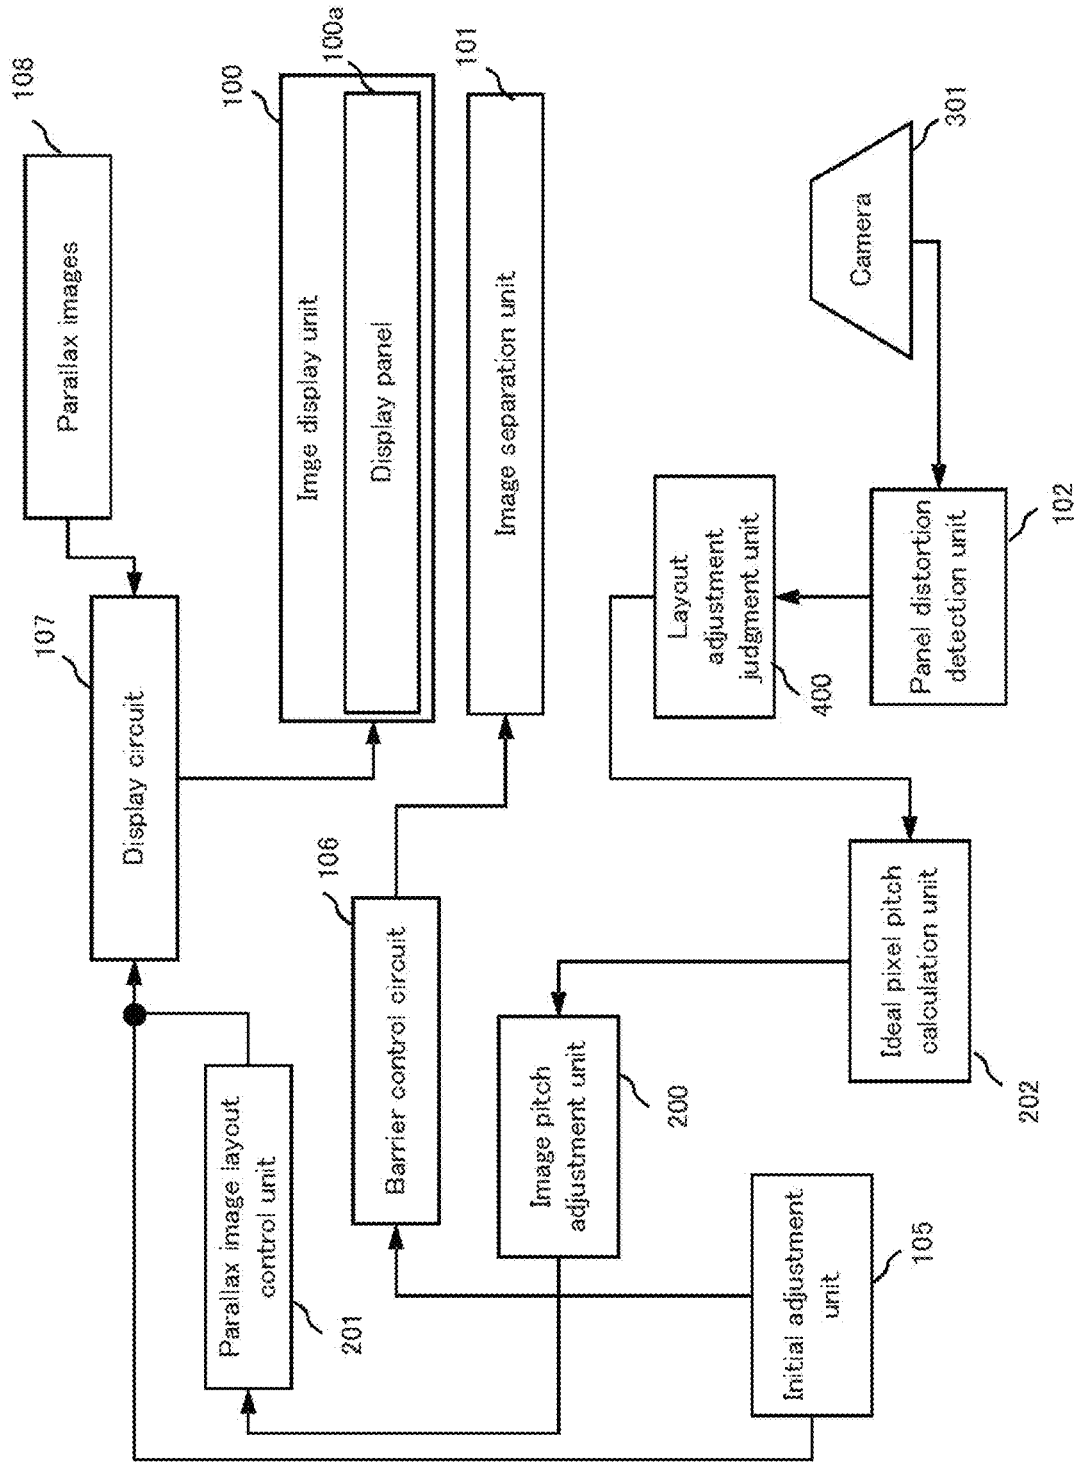 108
Parallax images
107
Display circuit
100
Imge display unit
100a
Display panel
101
Image separation unit
106
Barrier control circuit
Parallax image layout
control unit
201
Image pitch
adjustment unit
200
Layout
adjustment
judgment unit
400
Camera
301
Panel distortion
detection unit
102
Ideal pixel pitch
calculation unit
202
Initial adjustment
unit
105